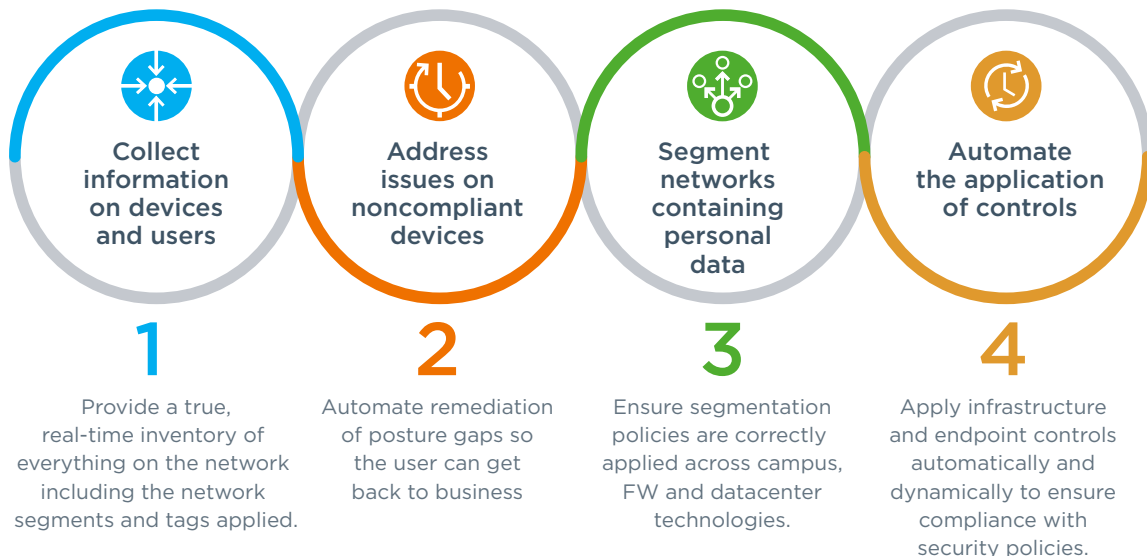 Collect
information
on devices
and users
1
Provide a true,
real-time inventory of
everything on the network
including the network
segments and tags applied.
Address
issues on
noncompliant
devices
2
Automate remediation
of posture gaps so
the user can get
back to business
Segment
networks
containing
personal
data
3
Ensure segmentation
policies are correctly
applied across campus,
FW and datacenter
technologies.
Automate
the application
of controls
4
Apply infrastructure
and endpoint controls
automatically and
dynamically to ensure
compliance with
security policies.